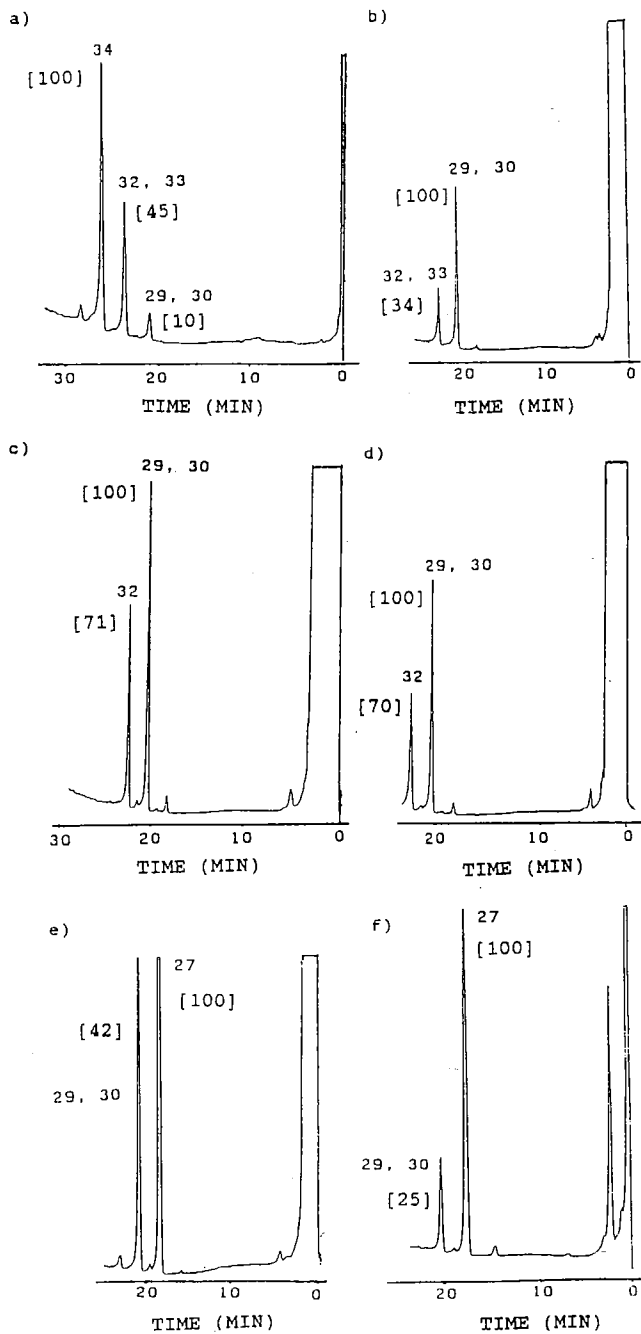 a)
34
[100]
32, 33
[45]
29, 30
[10]
30 20 10 0
TIME (MIN)
b)
29, 30
[100]
32, 33
[34]
20 10 0
TIME (MIN)
c)
29, 30
[100]
32
[71]
30 20 10 0
TIME (MIN)
d)
29, 30
[100]
32
[70]
20 10 0
TIME (MIN)
e)
27
[100]
[42]
29, 30
20 10 0
TIME (MIN)
f)
27
[100]
29, 30
[25]
20 10 0
TIME (MIN)